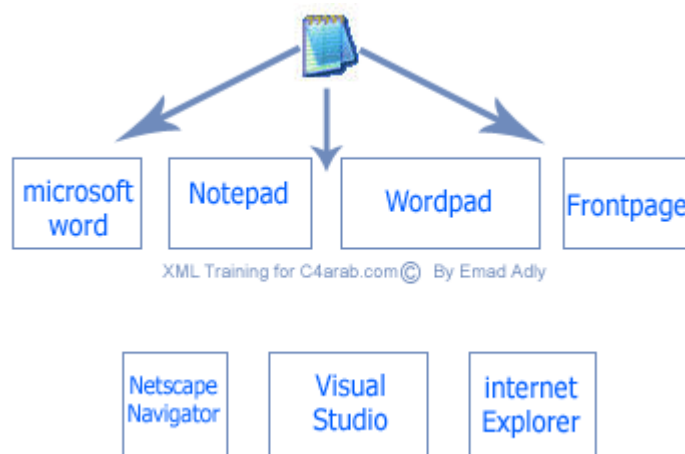 microsoft
word
Notepad
Wordpad
Frontpage
XML Training for C4arab.com© By Emad Adly
Netscape
Navigator
Visual
Studio
internet
Explorer